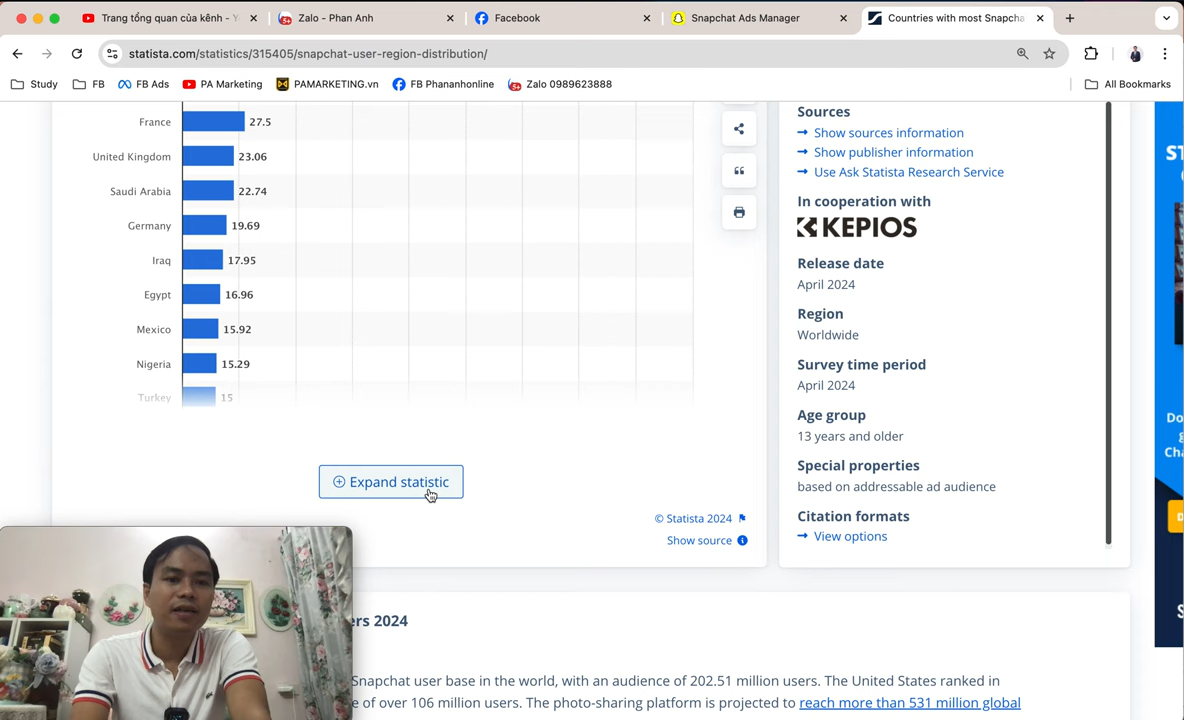 Trang tổng quan của kênh - Y
Zalo - Phan Anh
Facebook
Snapchat Ads Manager
Countries with most Snapcha
statista.com/statistics/315405/snapchat-user-region-distribution/
Study
FB
FB Ads
PA Marketing
PAMARKETING.vn
FB Phananhonline
Zalo 0989623888
All Bookmarks
France 27.5
United Kingdom 23.06
Saudi Arabia 22.74
Germany 19.69
Iraq 17.95
Egypt 16.96
Mexico 15.92
Nigeria 15.29
Turkey 15
Expand statistic
© Statista 2024
Show source
Sources
Show sources information
Show publisher information
Use Ask Statista Research Service
In cooperation with
KEPIOS
Release date
April 2024
Region
Worldwide
Survey time period
April 2024
Age group
13 years and older
Special properties
based on addressable ad audience
Citation formats
View options
ers 2024
Snapchat user base in the world, with an audience of 202.51 million users. The United States ranked in
e of over 106 million users. The photo-sharing platform is projected to reach more than 531 million global
ST
Do
g
Cha
D
S